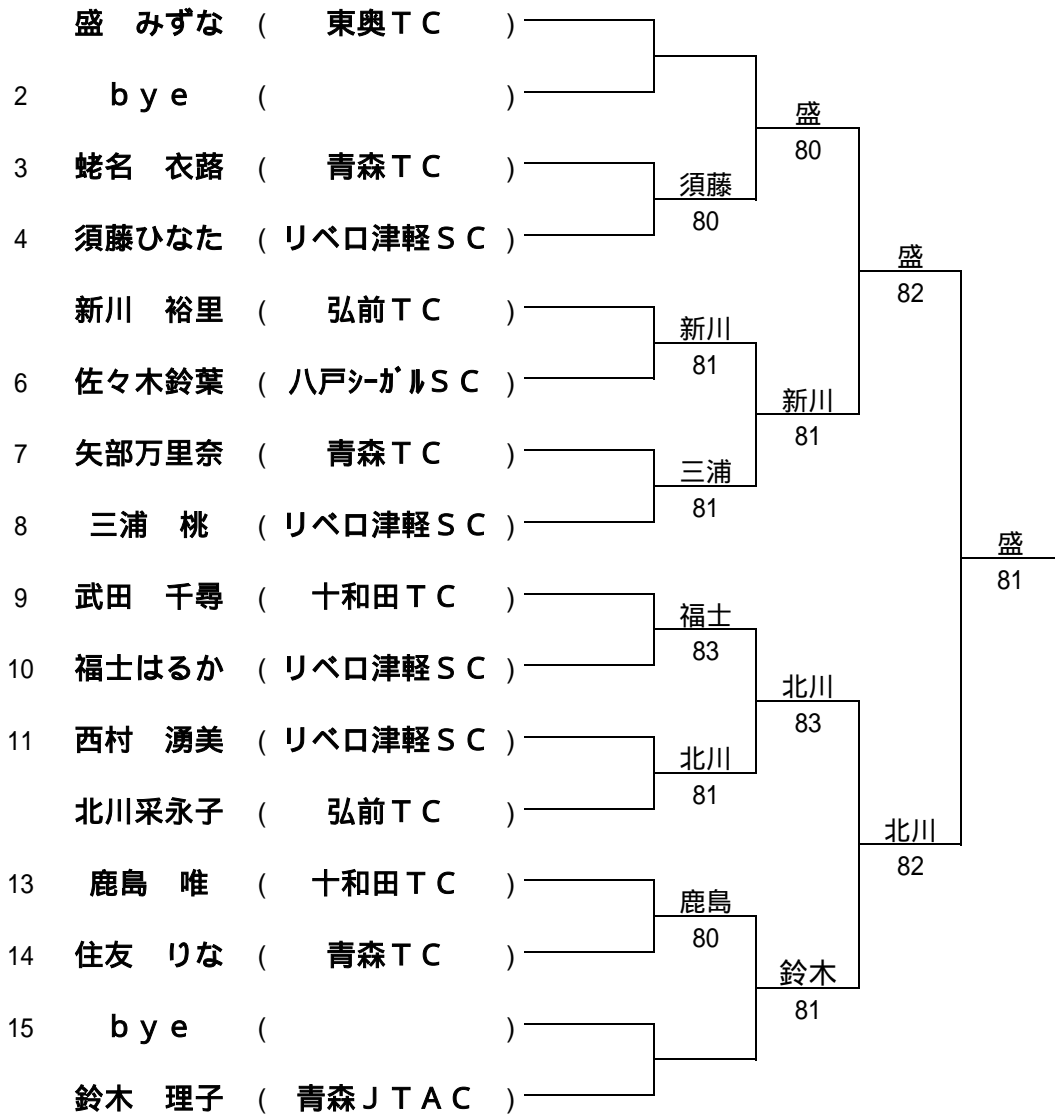 盛　みずな ( 東奥ＴＣ )
2 ｂｙｅ ( )
盛
80
3 蛯名　衣蕗 ( 青森ＴＣ )
須藤
80
4 須藤ひなた ( リベロ津軽ＳＣ )
盛
82
新川　裕里 ( 弘前ＴＣ )
新川
81
6 佐々木鈴葉 ( 八戸ｼｰｶﾞﾙＳＣ )
新川
81
7 矢部万里奈 ( 青森ＴＣ )
三浦
81
8 三浦　桃 ( リベロ津軽ＳＣ )
盛
81
9 武田　千尋 ( 十和田ＴＣ )
福士
83
10 福士はるか ( リベロ津軽ＳＣ )
北川
83
11 西村　湧美 ( リベロ津軽ＳＣ )
北川
81
北川采永子 ( 弘前ＴＣ )
北川
82
13 鹿島　唯 ( 十和田ＴＣ )
鹿島
80
14 住友　りな ( 青森ＴＣ )
鈴木
81
15 ｂｙｅ ( )
鈴木　理子 ( 青森ＪＴＡＣ )